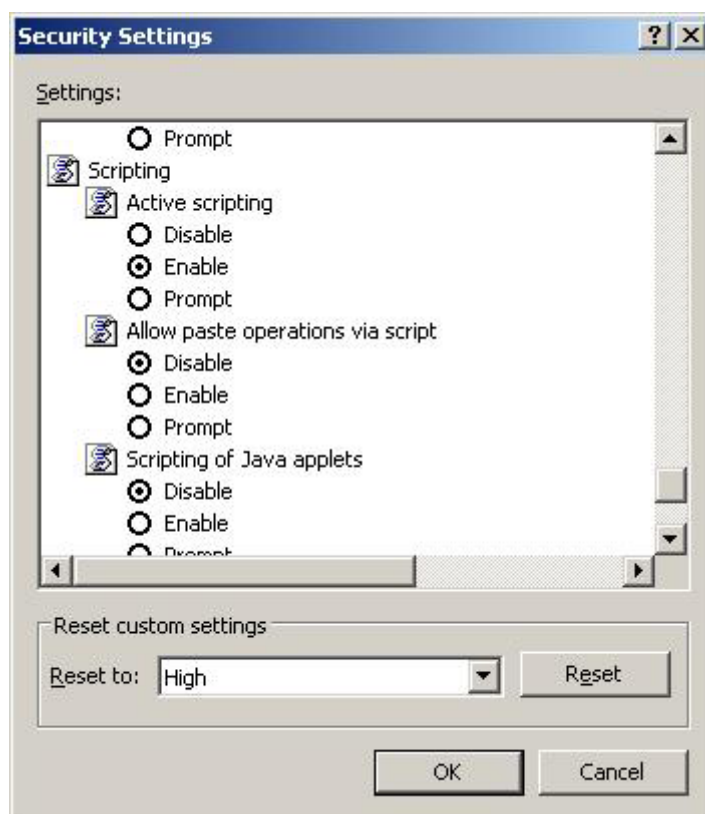 Security Settings
Settings:
Prompt
Scripting
Active scripting
Disable
Enable
Prompt
Allow paste operations via script
Disable
Enable
Prompt
Scripting of Java applets
Disable
Enable
Prompt
Reset custom settings
Reset to: High Reset
OK Cancel